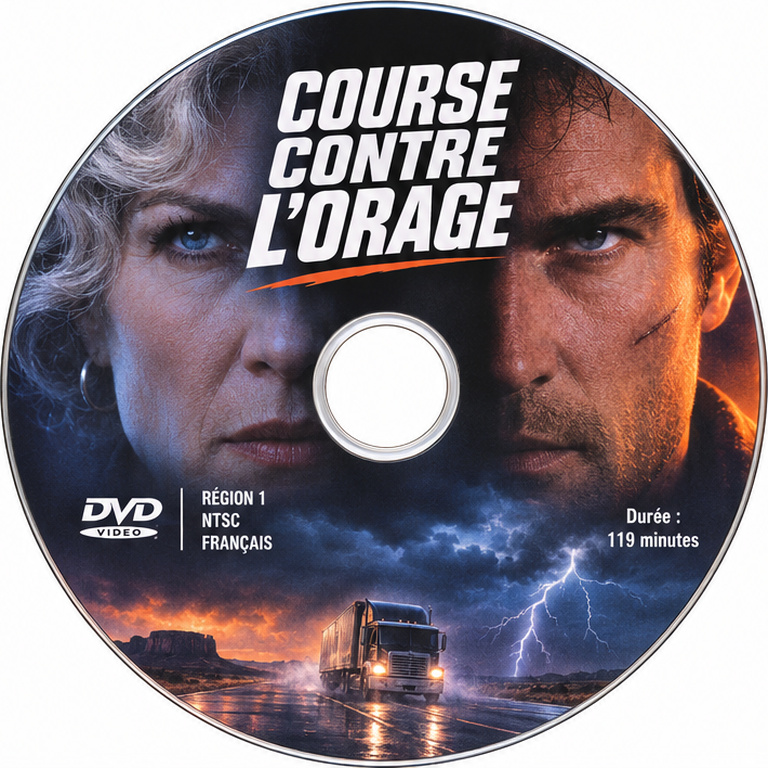 COURSE
CONTRE
L'ORAGE
DVD
VIDEO
RÉGION 1
NTSC
FRANÇAIS
Durée :
119 minutes